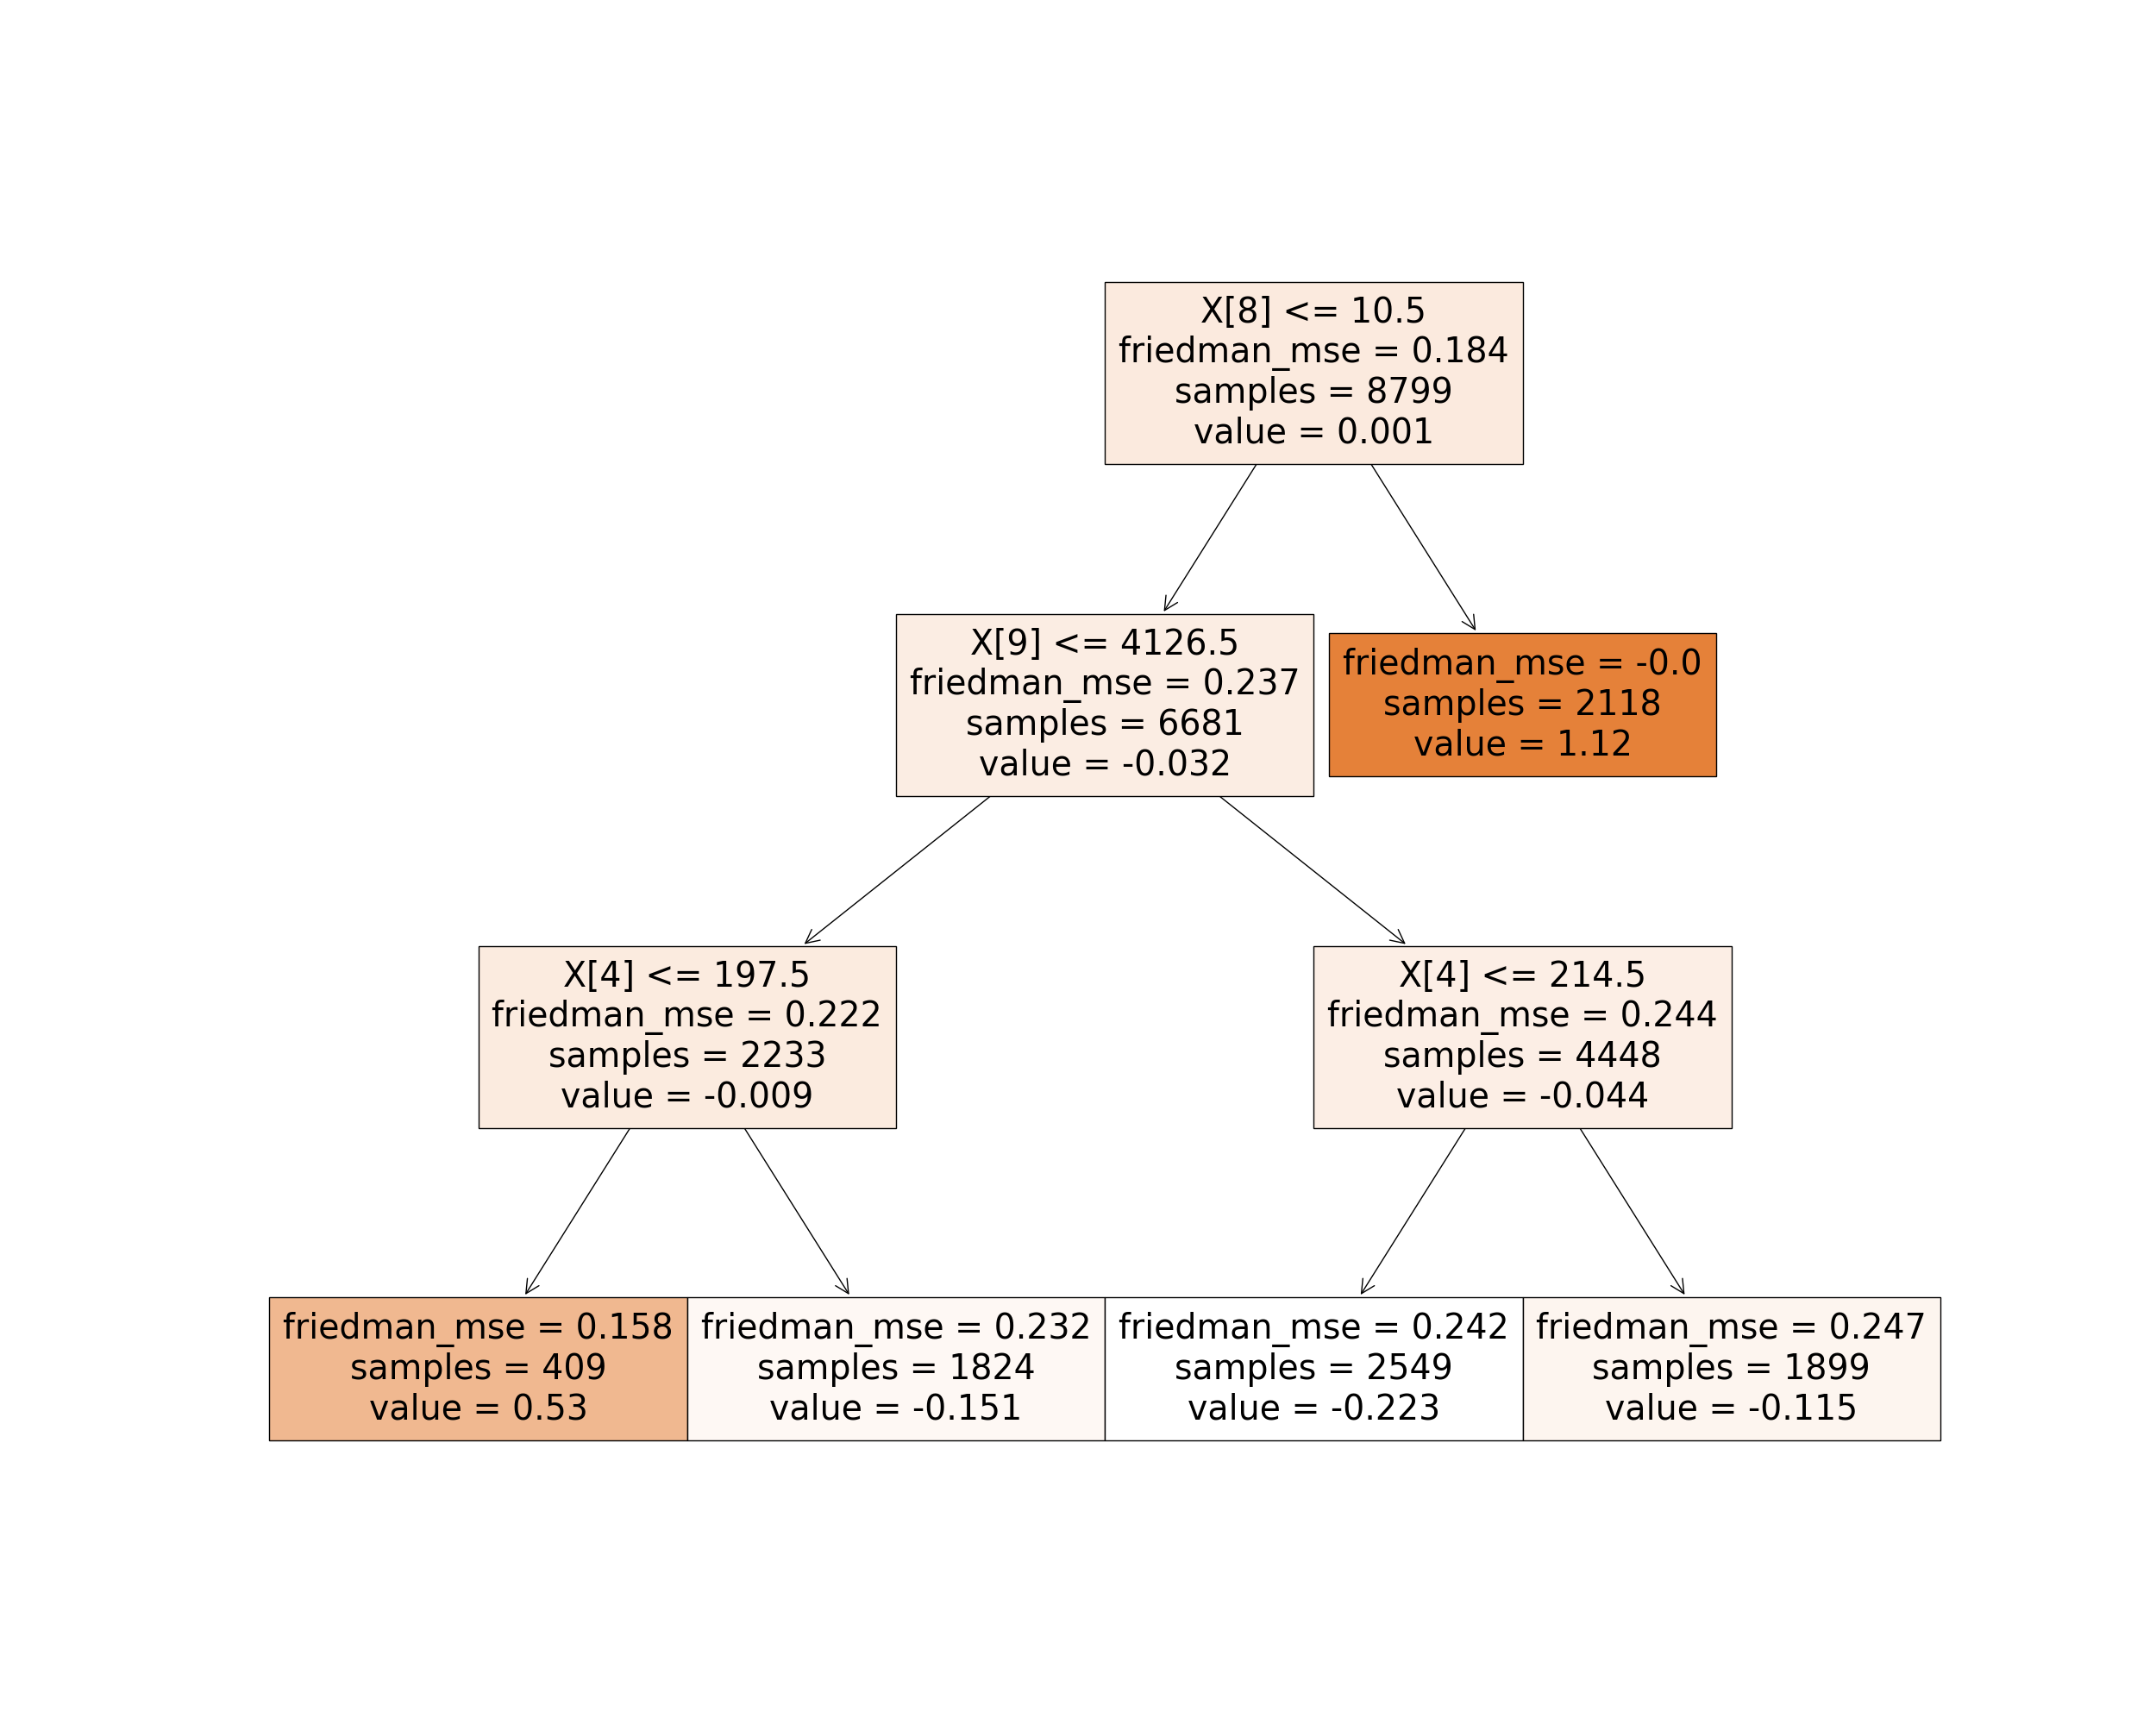 X[8] <= 10.5
friedman_mse = 0.184
samples = 8799
value = 0.001
X[9] <= 4126.5
friedman_mse = 0.237
samples = 6681
value = -0.032
friedman_mse = -0.0
samples = 2118
value = 1.12
X[4] <= 197.5
friedman_mse = 0.222
samples = 2233
value = -0.009
X[4] <= 214.5
friedman_mse = 0.244
samples = 4448
value = -0.044
friedman_mse = 0.158
samples = 409
value = 0.53
friedman_mse = 0.232
samples = 1824
value = -0.151
friedman_mse = 0.242
samples = 2549
value = -0.223
friedman_mse = 0.247
samples = 1899
value = -0.115